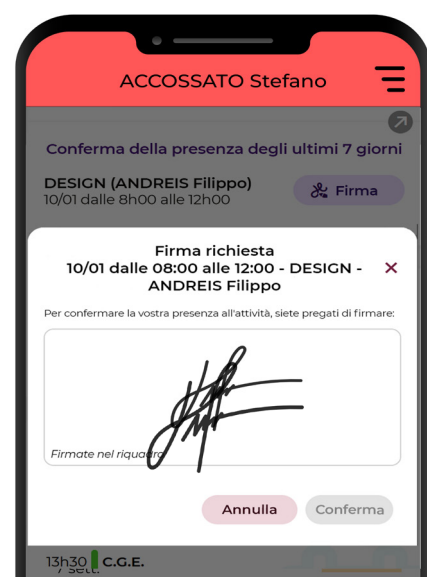 ACCOSSATO Stefano
Conferma della presenza degli ultimi 7 giorni
DESIGN (ANDREIS Filippo)
10/01 dalle 8h00 alle 12h00
Firma
Firma richiesta
10/01 dalle 08:00 alle 12:00 - DESIGN -
ANDREIS Filippo
Per confermare la vostra presenza all'attività, siete pregati di firmare:
Firmate nel riquadro
Annulla
Conferma
13h30 C.G.E.